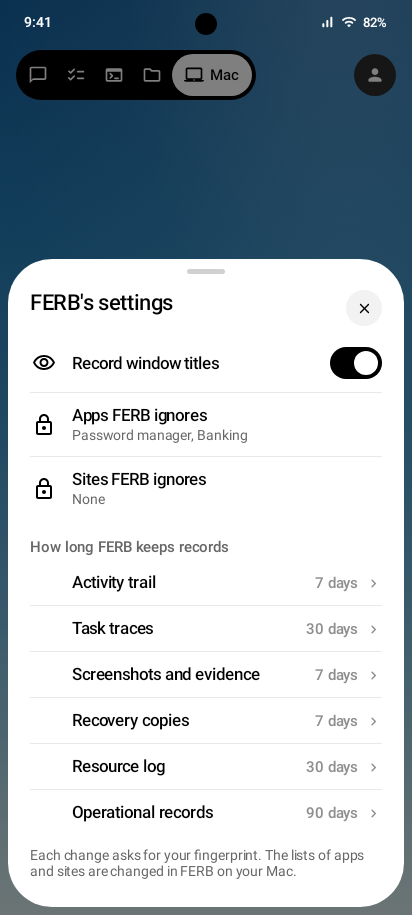 9:41
82%
Mac
FERB's settings
Record window titles
Apps FERB ignores
Password manager, Banking
Sites FERB ignores
None
How long FERB keeps records
Activity trail 7 days
Task traces 30 days
Screenshots and evidence 7 days
Recovery copies 7 days
Resource log 30 days
Operational records 90 days
Each change asks for your fingerprint. The lists of apps
and sites are changed in FERB on your Mac.